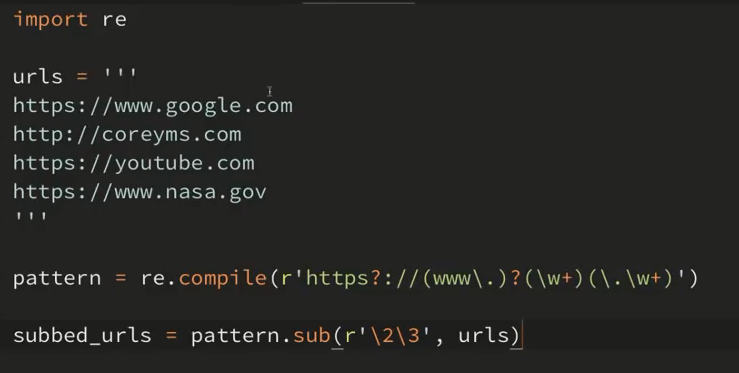 import re
urls = '''
https://www.google.com
http://coreyms.com
https://youtube.com
https://www.nasa.gov
'''
pattern = re.compile(r'https?://(www\.)?(\w+)(\.\w+)')
subbed_urls = pattern.sub(r'\2\3', urls)